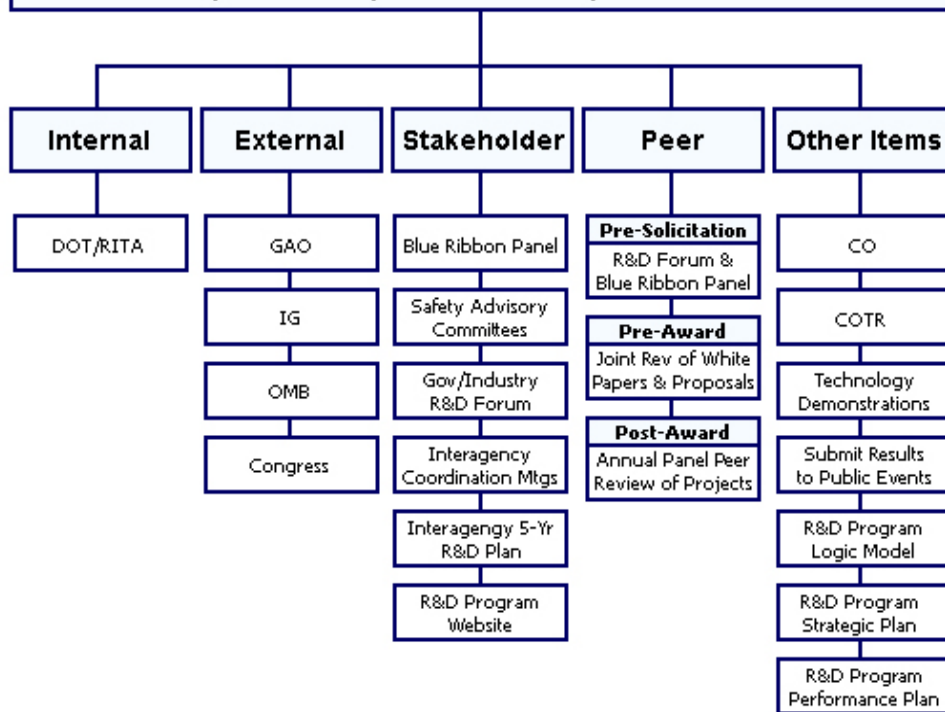 Internal
External
Stakeholder
Peer
Other Items
DOT/RITA
GAO
IG
OMB
Congress
Blue Ribbon Panel
Safety Advisory
Committees
Gov/Industry
R&D Forum
Interagency
Coordination Mtgs
Interagengy 5-Yr
R&D Plan
R&D Program
Website
Pre-Solicitation
R&D Forum &
Blue Ribbon Panel
Pre-Award
Joint Rev of White
Papers & Proposals
Post-Award
Annual Panel Peer
Review of Projects
CO
COTR
Technology
Demonstrations
Submit Results
to Public Events
R&D Program
Logic Model
R&D Program
Strategic Plan
R&D Program
Performance Plan